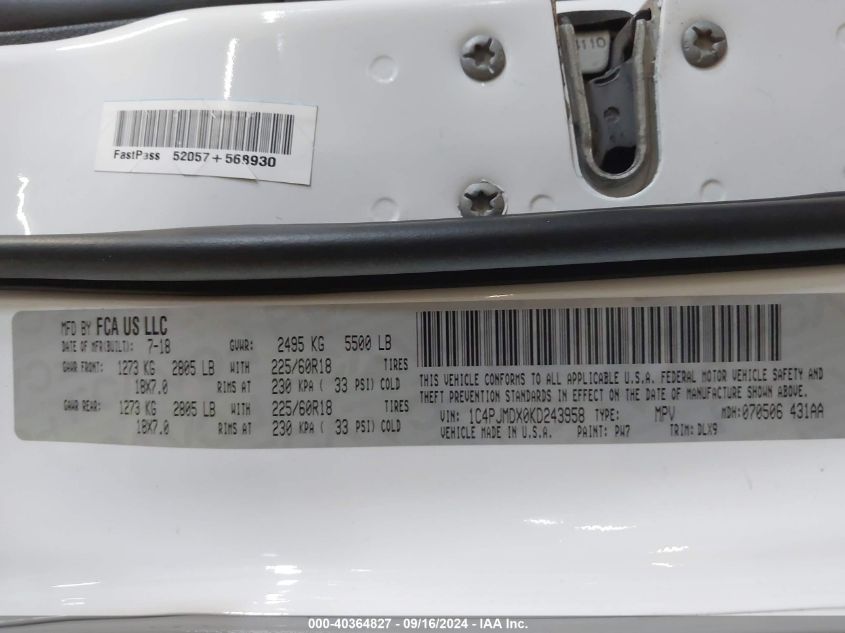 4110
FastPass 52057+568930
MFD BY FCA US LLC
DATE OF MFR(BUILT): 7-18 GVWR: 2495 KG 5500 LB
GAWR FRONT: 1273 KG 2805 LB WITH 225/60R18 TIRES
18X7.0 RIMS AT 230 KPA ( 33 PSI) COLD
GAWR REAR: 1273 KG 2805 LB WITH 225/60R18 TIRES
18X7.0 RIMS AT 230 KPA ( 33 PSI) COLD
THIS VEHICLE CONFORMS TO ALL APPLICABLE U.S.A. FEDERAL MOTOR VEHICLE SAFETY AND
THEFT PREVENTION STANDARDS IN EFFECT ON THE DATE OF MANUFACTURE SHOWN ABOVE.
VIN: 1C4PJMDX0KD243958 TYPE: MPV MDH:070506 431AA
VEHICLE MADE IN U.S.A. PAINT: PW7 TRIM:DLX9
000-40364827 - 09/16/2024 - IAAI Inc.